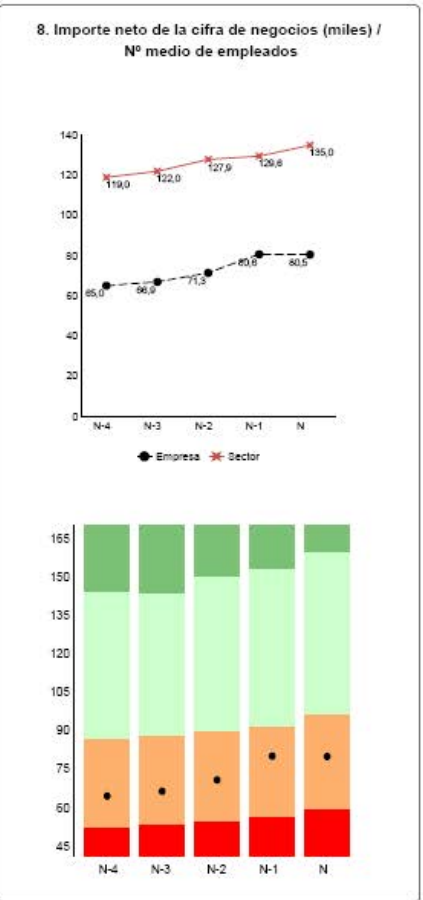 8. Importe neto de la cifra de negocios (miles) /
Nº medio de empleados
140
120
100
80
60
40
20
0
119,0 122,0 127,9 129,6 135,0
65,0 66,9 71,3 80,6 80,5
N-4 N-3 N-2 N-1 N
Empresa Sector
165
150
135
120
105
90
75
60
45
N-4 N-3 N-2 N-1 N